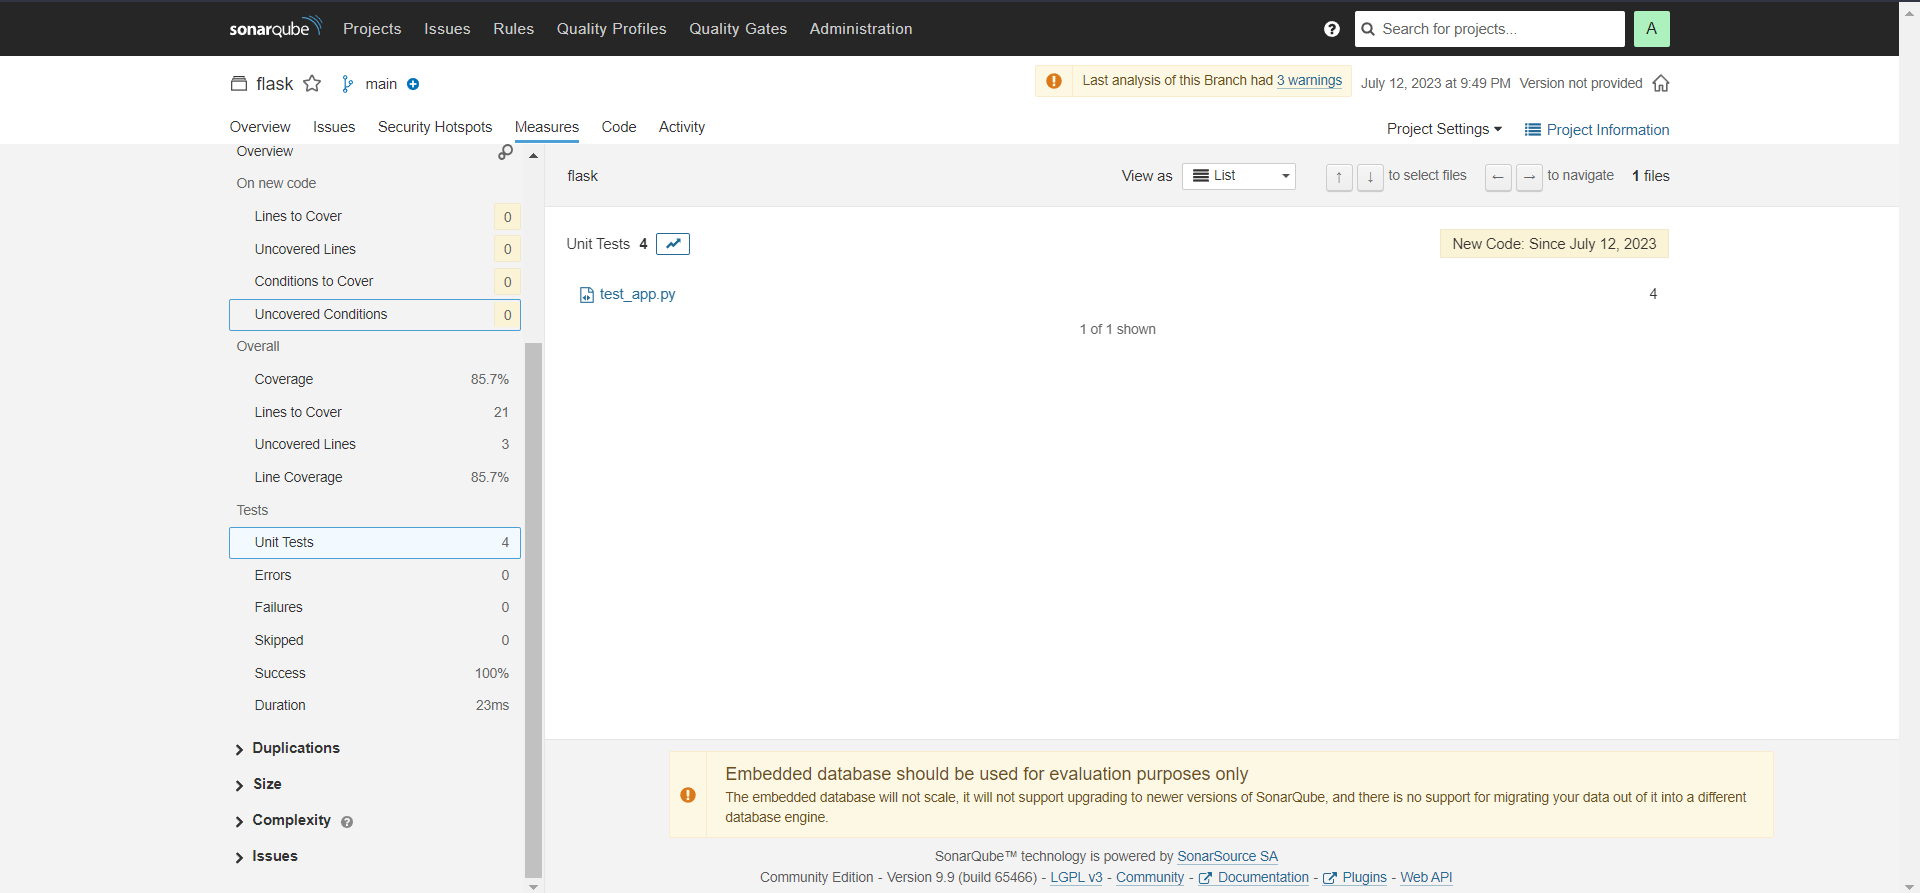 sonarqube Projects Issues Rules Quality Profiles Quality Gates Administration ? Search for projects... A
flask main Last analysis of this Branch had 3 warnings July 12, 2023 at 9:49 PM Version not provided
Overview Issues Security Hotspots Measures Code Activity Project Settings Project Information
Overview
On new code
Lines to Cover 0
Uncovered Lines 0
Conditions to Cover 0
Uncovered Conditions 0
Overall
Coverage 85.7%
Lines to Cover 21
Uncovered Lines 3
Line Coverage 85.7%
Tests
Unit Tests 4
Errors 0
Failures 0
Skipped 0
Success 100%
Duration 23ms
Duplications
Size
Complexity ?
Issues
flask View as List ↑ ↓ to select files ← → to navigate 1 files
Unit Tests 4 New Code: Since July 12, 2023
test_app.py 4
1 of 1 shown
Embedded database should be used for evaluation purposes only
The embedded database will not scale, it will not support upgrading to newer versions of SonarQube, and there is no support for migrating your data out of it into a different
database engine.
SonarQube™ technology is powered by SonarSource SA
Community Edition - Version 9.9 (build 65466) - LGPL v3 - Community - Documentation - Plugins - Web API